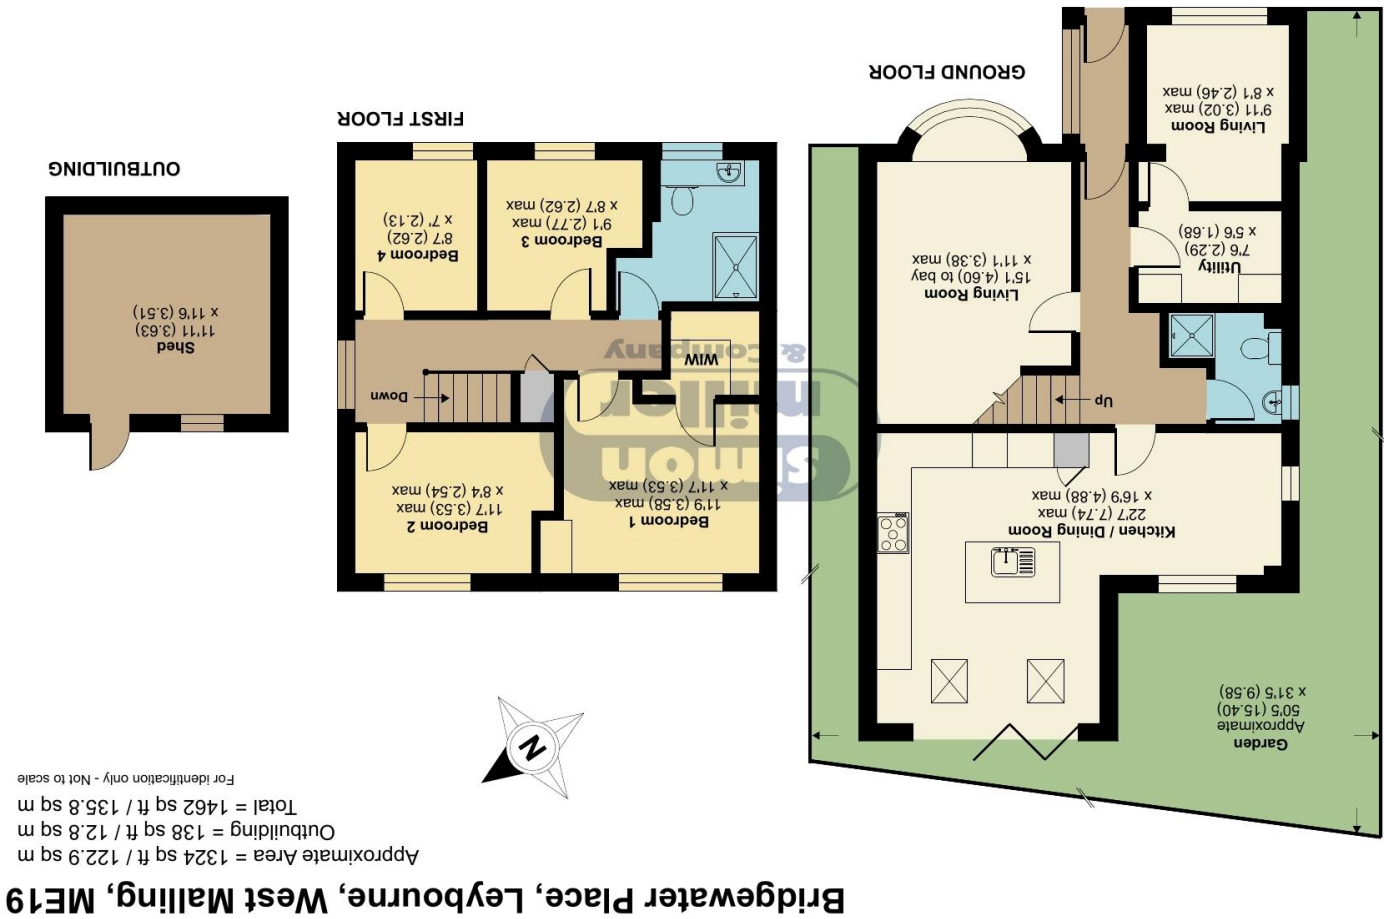 Bridgewater Place, Leybourne, West Malling, ME19
Approximate Area = 1324 sq ft / 122.9 sq m
Outbuilding = 138 sq ft / 12.8 sq m
Total = 1462 sq ft / 135.8 sq m
For identification only - Not to scale
N
Garden
Approximate
50'5 (15.40)
x 31'5 (9.58)
Kitchen / Dining Room
22'7 (7.74) max
x 16'9 (4.88) max
Up
Living Room
15'1 (4.60) to bay
x 11'1 (3.38) max
Utility
7'6 (2.29)
x 5'6 (1.68)
Living Room
9'11 (3.02) max
x 8'1 (2.46) max
GROUND FLOOR
Bedroom 1
11'9 (3.58) max
x 11'7 (3.53) max
Bedroom 2
11'7 (3.53) max
x 8'4 (2.54) max
Down
WIW
Bedroom 3
9'1 (2.77) max
x 8'7 (2.62) max
Bedroom 4
8'7 (2.62)
x 7' (2.13)
FIRST FLOOR
Shed
11'11 (3.63)
x 11'6 (3.51)
OUTBUILDING
simon
miller
& Company